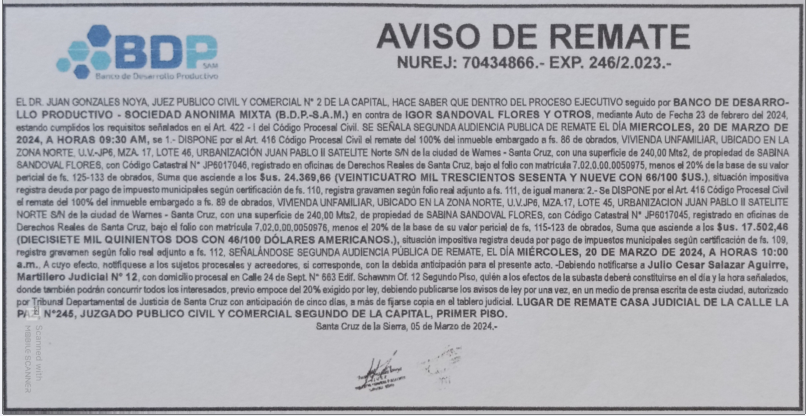 BDP
SAM
Banco de Desarrollo Productivo
AVISO DE REMATE
NUREJ: 70434866.- EXP. 246/2.023.-
EL DR. JUAN GONZALES NOYA, JUEZ PUBLICO CIVIL Y COMERCIAL N° 2 DE LA CAPITAL, HACE SABER QUE DENTRO DEL PROCESO EJECUTIVO seguido por BANCO DE DESARRO-
LLO PRODUCTIVO - SOCIEDAD ANONIMA MIXTA (B.D.P.-S.A.M.) en contra de IGOR SANDOVAL FLORES Y OTROS, mediante Auto de Fecha 23 de febrero del 2024,
estando cumplidos los requisitos señalados en el Art. 422 - I del Código Procesal Civil. SE SEÑALA SEGUNDA AUDIENCIA PUBLICA DE REMATE EL DÍA MIERCOLES, 20 DE MARZO DE
2024, A HORAS 09:30 AM, se 1.- DISPONE por el Art. 416 Código Procesal Civil el remate del 100% del inmueble embargado a fs. 86 de obrados, VIVIENDA UNFAMILIAR, UBICADO EN LA
ZONA NORTE, U.V-JP6, MZA. 17, LOTE 46, URBANIZACIÓN JUAN PABLO II SATELITE Norte S/N de la ciudad de Warnes - Santa Cruz, con una superficie de 240,00 Mts2, de propiedad de SABINA
SANDOVAL FLORES, con Código Catastral N° JP6017046, registrado en oficinas de Derechos Reales de Santa Cruz, bajo el folio con matricula 7.02.0.00.0050975, menos el 20% de la base de su valor
pericial de fs. 125-133 de obrados, Suma que asciende a los $us. 24.369,66 (VEINTICUATRO MIL TRESCIENTOS SESENTA Y NUEVE CON 66/100 $US.), situación impositiva
registra deuda por pago de impuesto municipales según certificación de fs. 110, registra gravamen según folio real adjunto a fs. 111, de igual manera: 2.- Se DISPONE por el Art. 416 Código Procesal Civil
el remate del 100% del inmueble embargado a fs. 89 de obrados, VIVIENDA UNFAMILIAR, UBICADO EN LA ZONA NORTE, U.V.JP6, MZA.17, LOTE 45, URBANIZACION JUAN PABLO II SATELITE
NORTE S/N de la ciudad de Warnes - Santa Cruz, con una superficie de 240,00 Mts2, de propiedad de SABINA SANDOVAL FLORES, con Código Catastral N° JP6017045, registrado en oficinas de
Derechos Reales de Santa Cruz, bajo el folio con matricula 7,02,0,00,0050976, menos el 20% de la base de su valor pericial de fs. 115-123 de obrados, Suma que asciende a los $us 17.502,46
(DIECISIETE MIL QUINIENTOS DOS CON 46/100 DÓLARES AMERICANOS.), situación impositiva registra deuda por pago de impuestos municipales según certificación de fs. 109,
registra gravamen según folio real adjunto a fs. 112, SEÑALÁNDOSE SEGUNDA AUDIENCIA PÚBLICA DE REMATE, EL DÍA MIÉRCOLES, 20 DE MARZO DE 2024, A HORAS 10:00
a.m., A cuyo efecto, notifíquese a los sujetos procesales y acreedores, si corresponde, con la debida anticipación para el presente acto. -Debiendo notificarse a Julio Cesar Salazar Aguirre,
Martillero Judicial N° 12, con domicilio procesal en Calle 24 de Sept. N° 563 Edif. Schawnm Of. 12 Segundo Piso, quién a los efectos de la subasta deberá constituirse en el día y la hora señalados,
donde también podrán concurrir todos los interesados, previo empoce del 20% exigido por ley, debiendo publicarse los avisos de ley por una vez, en un medio de prensa escrita de esta ciudad, autorizado
por Tribunal Departamental de Justicia de Santa Cruz con anticipación de cinco días, a más de fijarse copia en el tablero judicial. LUGAR DE REMATE CASA JUDICIAL DE LA CALLE LA
PAZ N°245, JUZGADO PUBLICO CIVIL Y COMERCIAL SEGUNDO DE LA CAPITAL, PRIMER PISO.
Santa Cruz de la Sierra, 05 de Marzo de 2024,-
Scanned with
MOBILE SCANNER